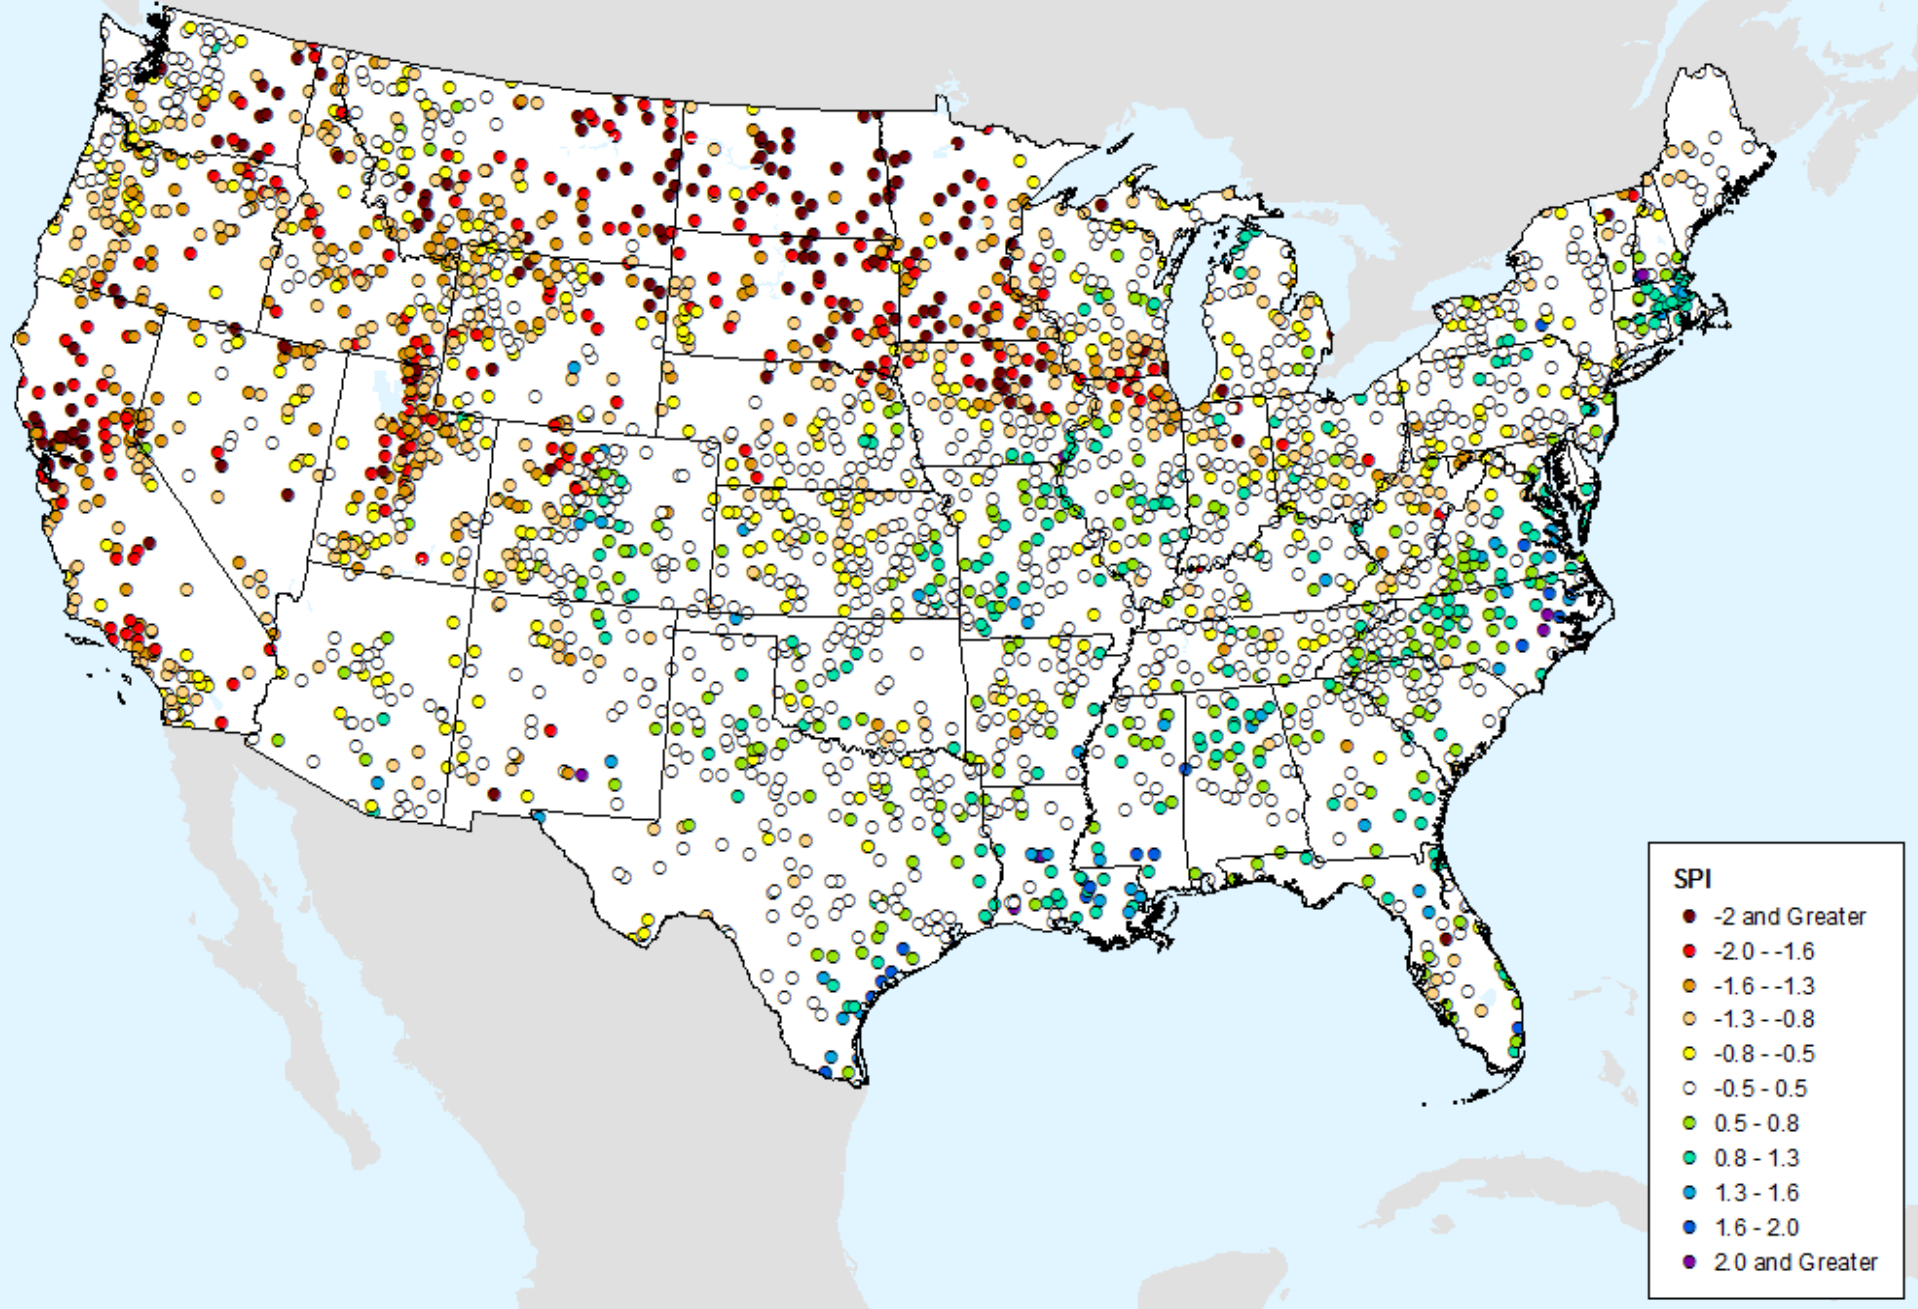 SPI
-2 and Greater
-2.0 - -1.6
-1.6 - -1.3
-1.3 - -0.8
-0.8 - -0.5
-0.5 - 0.5
0.5 - 0.8
0.8 - 1.3
1.3 - 1.6
1.6 - 2.0
2.0 and Greater